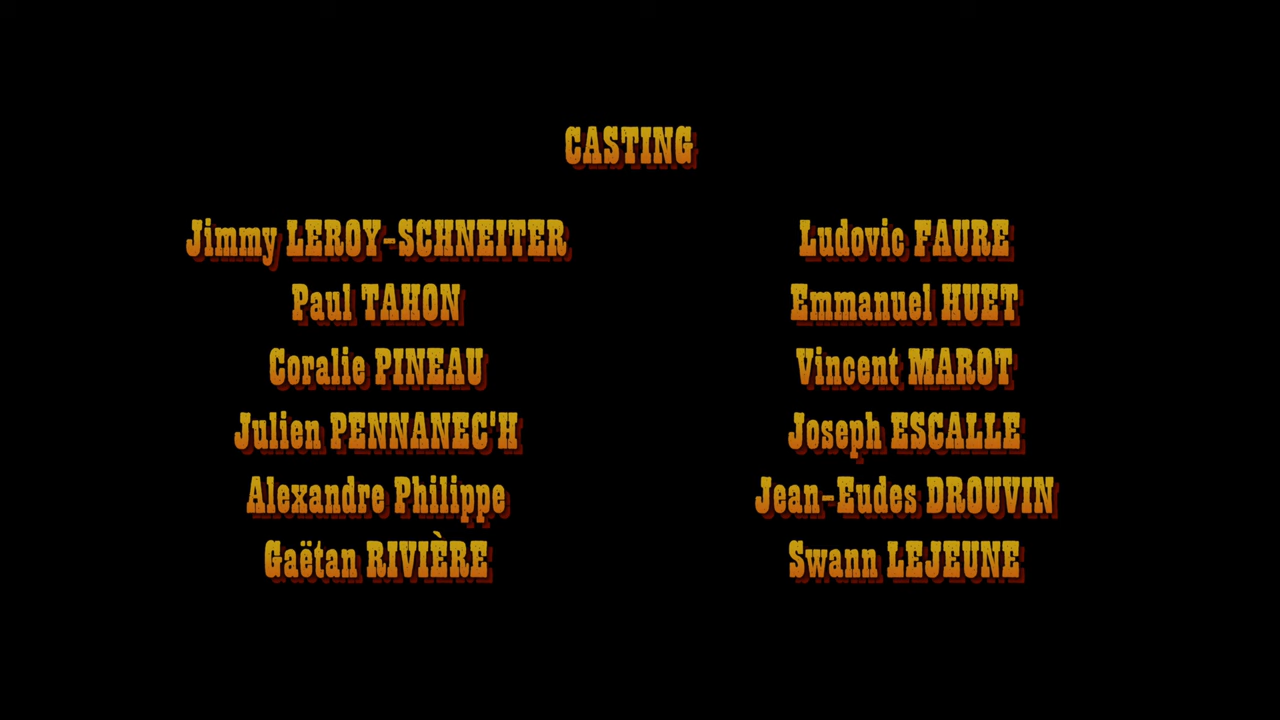 CASTING
Jimmy LEROY-SCHNEITER
Paul TAHON
Coralie PINEAU
Julien PENNANEC'H
Alexandre Philippe
Gaëtan RIVIÈRE
Ludovic FAURE
Emmanuel HUET
Vincent MAROT
Joseph ESCALLE
Jean-Eudes DROUVIN
Swann LEJEUNE